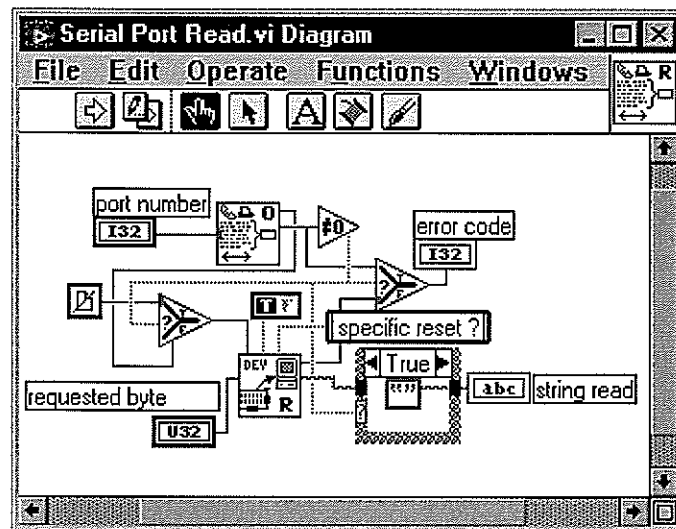 Serial Port Read.vi Diagram
File Edit Operate Functions Windows
R
A
port number
I32
0
≠0
error code
I32
?
T
F
?
T
F
T
specific reset ?
DEV
R
True
requested byte
U32
?
abc
string read